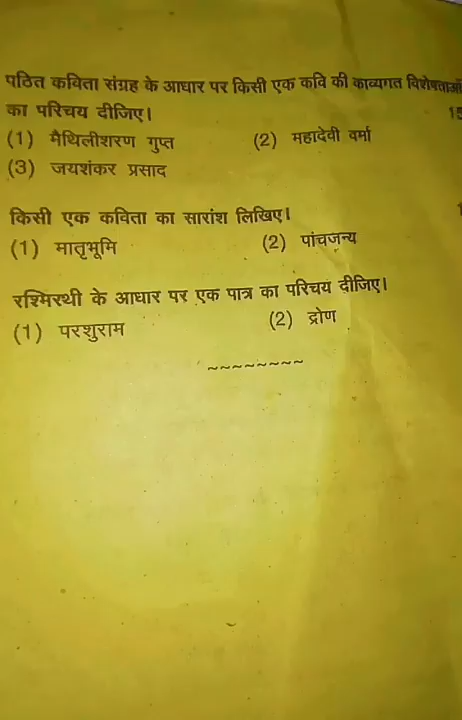 पठित कविता संग्रह के आधार पर किसी एक कवि की काव्यगत विशेषताओं
का परिचय दीजिए। 15
(1) मैथिलीशरण गुप्त (2) महादेवी वर्मा
(3) जयशंकर प्रसाद
किसी एक कविता का सारांश लिखिए।
(1) मातृभूमि (2) पांचजन्य
रश्मिरथी के आधार पर एक पात्र का परिचय दीजिए।
(1) परशुराम (2) द्रोण
~~~~~~~~